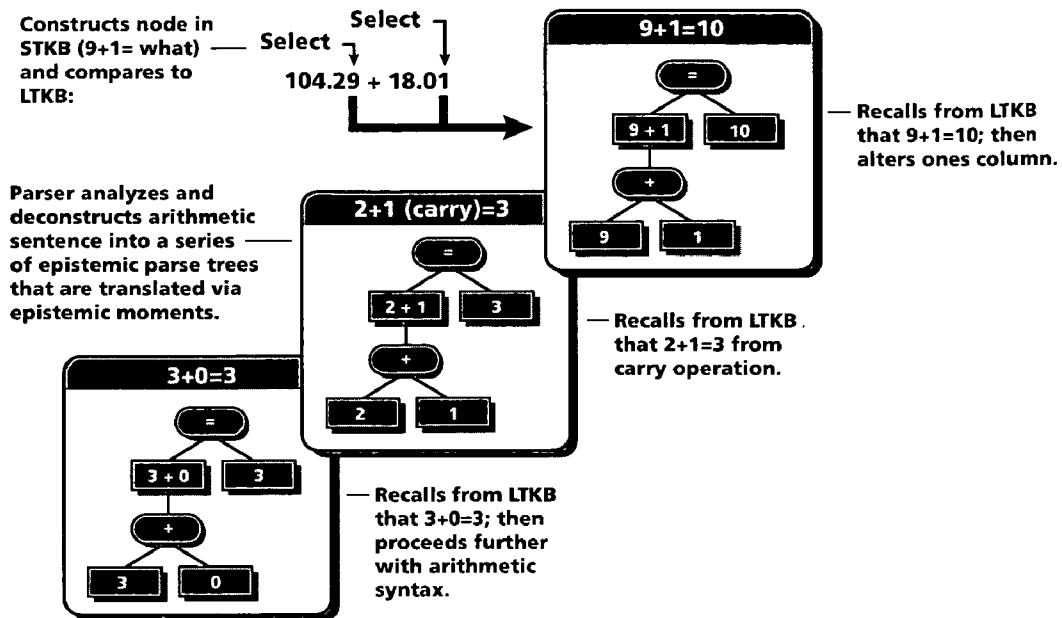 Constructs node in
STKB (9+1= what)
and compares to
LTKB:
Select
Select
104.29 + 18.01
9+1=10
=
9 + 1
10
+
9
1
Recalls from LTKB
that 9+1=10; then
alters ones column.
Parser analyzes and
deconstructs arithmetic
sentence into a series
of epistemic parse trees
that are translated via
epistemic moments.
2+1 (carry)=3
=
2 + 1
3
+
2
1
Recalls from LTKB
that 2+1=3 from
carry operation.
3+0=3
=
3 + 0
3
+
3
0
Recalls from LTKB
that 3+0=3; then
proceeds further
with arithmetic
syntax.